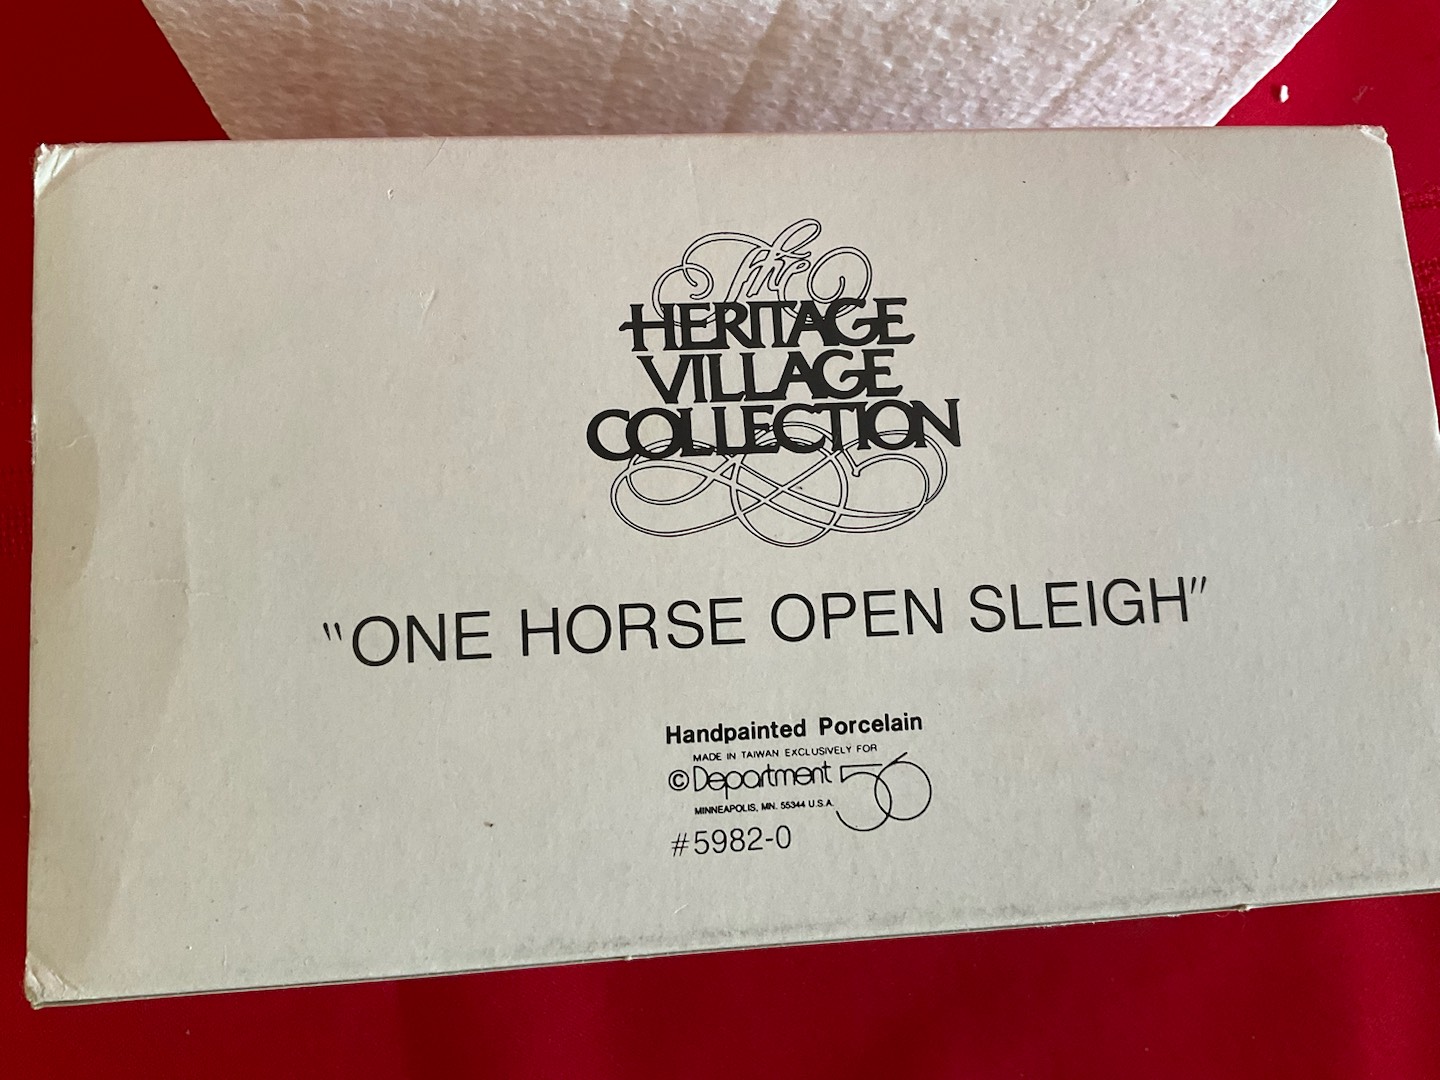 The
HERITAGE
VILLAGE
COLLECTION
"ONE HORSE OPEN SLEIGH"
Handpainted Porcelain
MADE IN TAIWAN EXCLUSIVELY FOR
© Department 56
MINNEAPOLIS, MN. 55344 U.S.A.
#5982-0